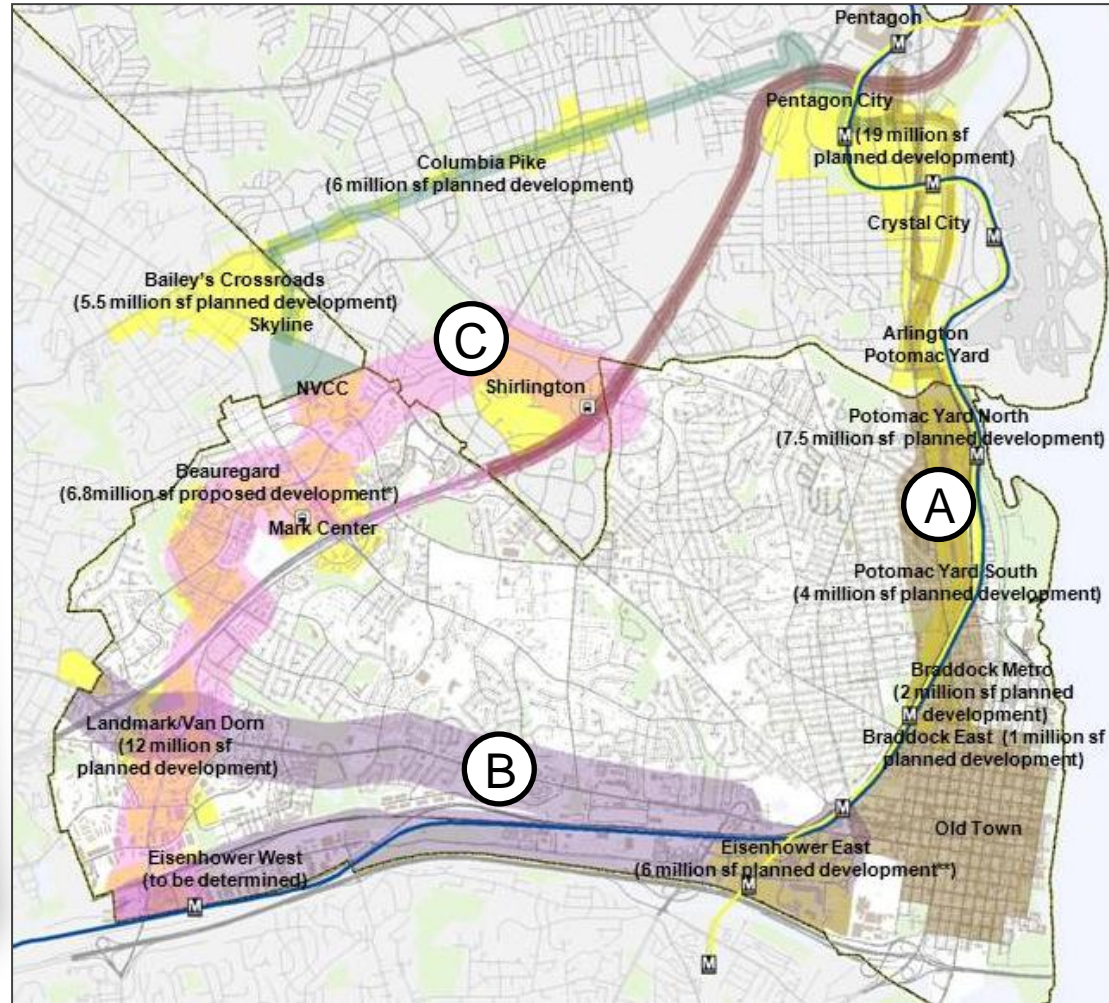 Pentagon
M
Pentagon City
M (19 million sf
planned development)
M
Columbia Pike
(6 million sf planned development)
Crystal City
M
Bailey's Crossroads
(5.5 million sf planned development)
Skyline
C
Arlington
Potomac Yard
NVCC
Shirlington
Potomac Yard North
(7.5 million sf planned development)
M
Beauregard
(6.8million sf proposed development*)
Mark Center
A
Potomac Yard South
(4 million sf planned development)
Braddock Metro
(2 million sf planned
M development)
Braddock East (1 million sf
planned development)
Landmark/Van Dorn
(12 million sf
planned development)
B
M
Old Town
Eisenhower East
(6 million sf planned development**)
M
Eisenhower West
(to be determined)
M
M